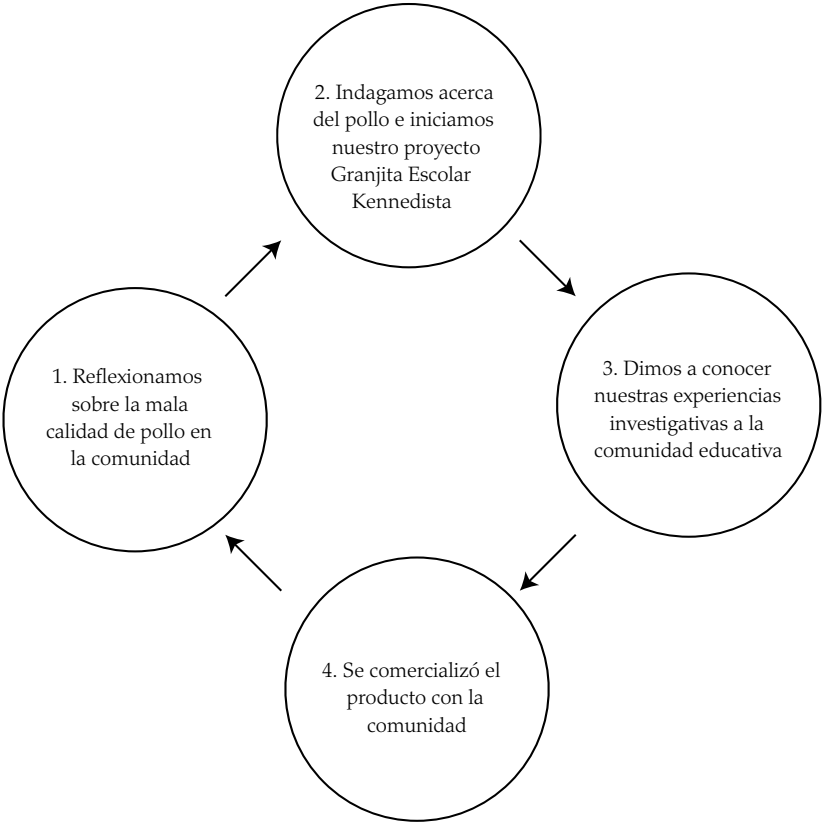 1. Reflexionamos
sobre la mala
calidad de pollo en
la comunidad
2. Indagamos acerca
del pollo e iniciamos
nuestro proyecto
Granjita Escolar
Kennedista
3. Dimos a conocer
nuestras experiencias
investigativas a la
comunidad educativa
4. Se comercializó el
producto con la
comunidad